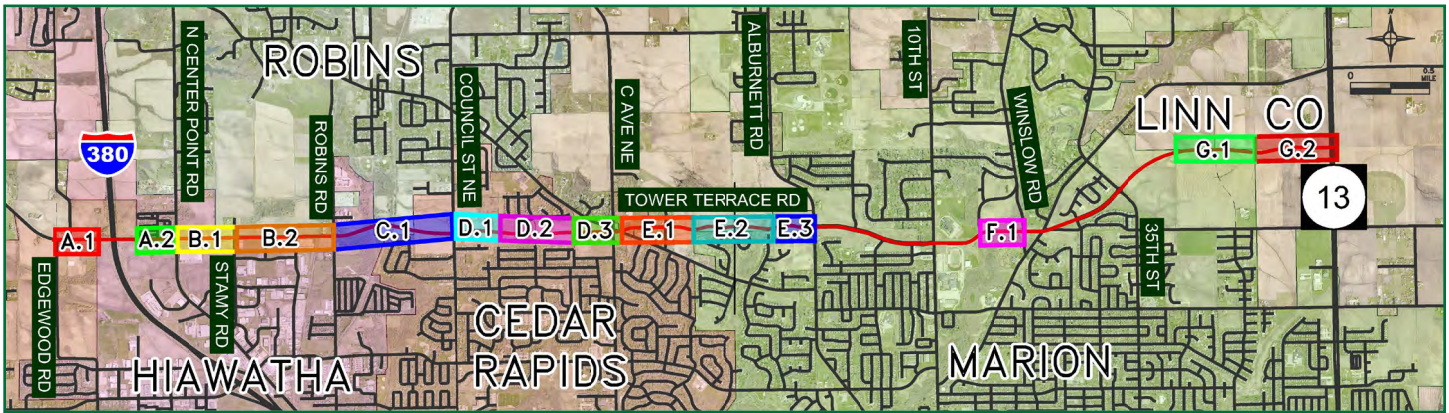 ROBINS
LINN CO
HIAWATHA
CEDAR
RAPIDS
MARION
380
13
N CENTER POINT RD
ROBINS RD
COUNCIL ST NE
C AVE NE
ALBURNETT RD
10TH ST
WINSLOW RD
TOWER TERRACE RD
EDGEWOOD RD
STAMY RD
35TH ST
A.1
A.2
B.1
B.2
C.1
D.1
D.2
D.3
E.1
E.2
E.3
F.1
G.1
G.2
N
0
0.5
MILE